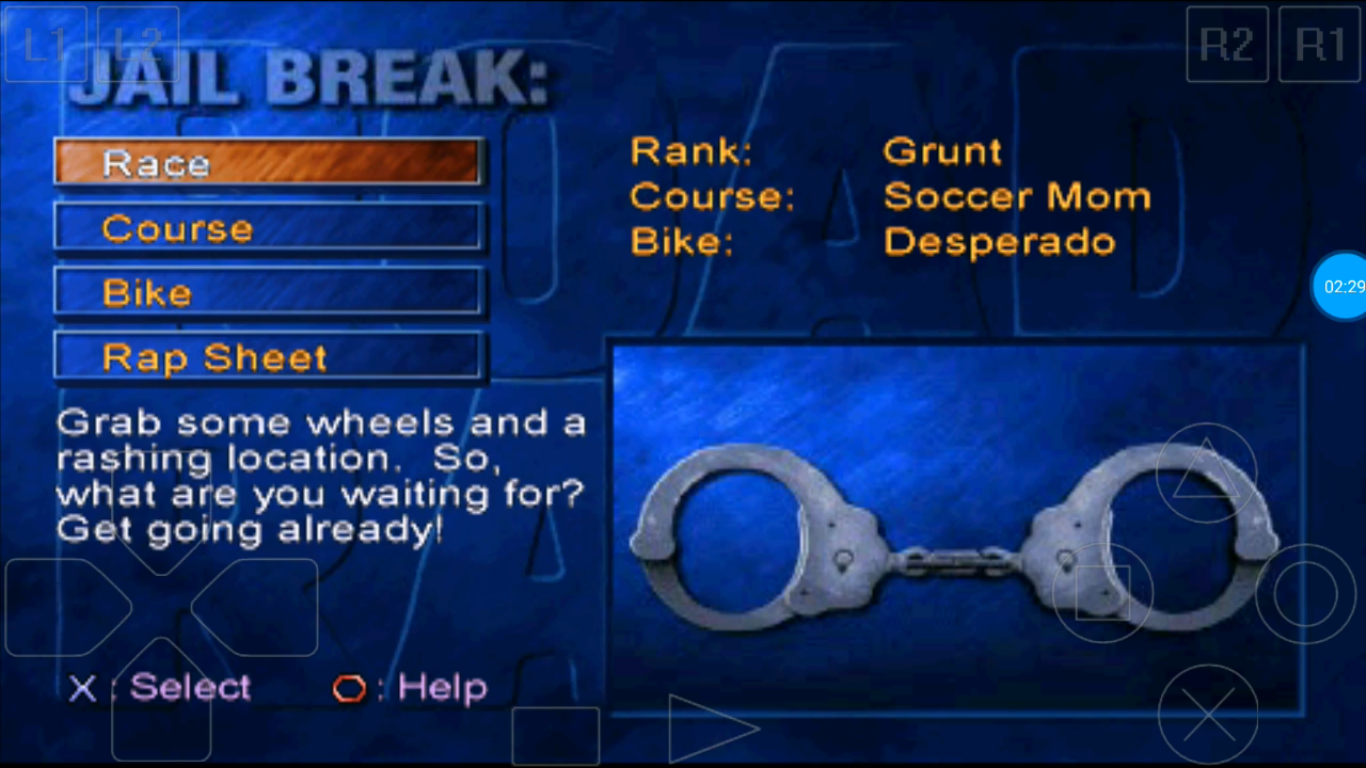 L1 L2 R2 R1
JAIL BREAK:
Race
Course
Bike
Rap Sheet
Rank: Grunt
Course: Soccer Mom
Bike: Desperado
02:29
Grab some wheels and a
rashing location. So,
what are you waiting for?
Get going already!
X : Select O : Help